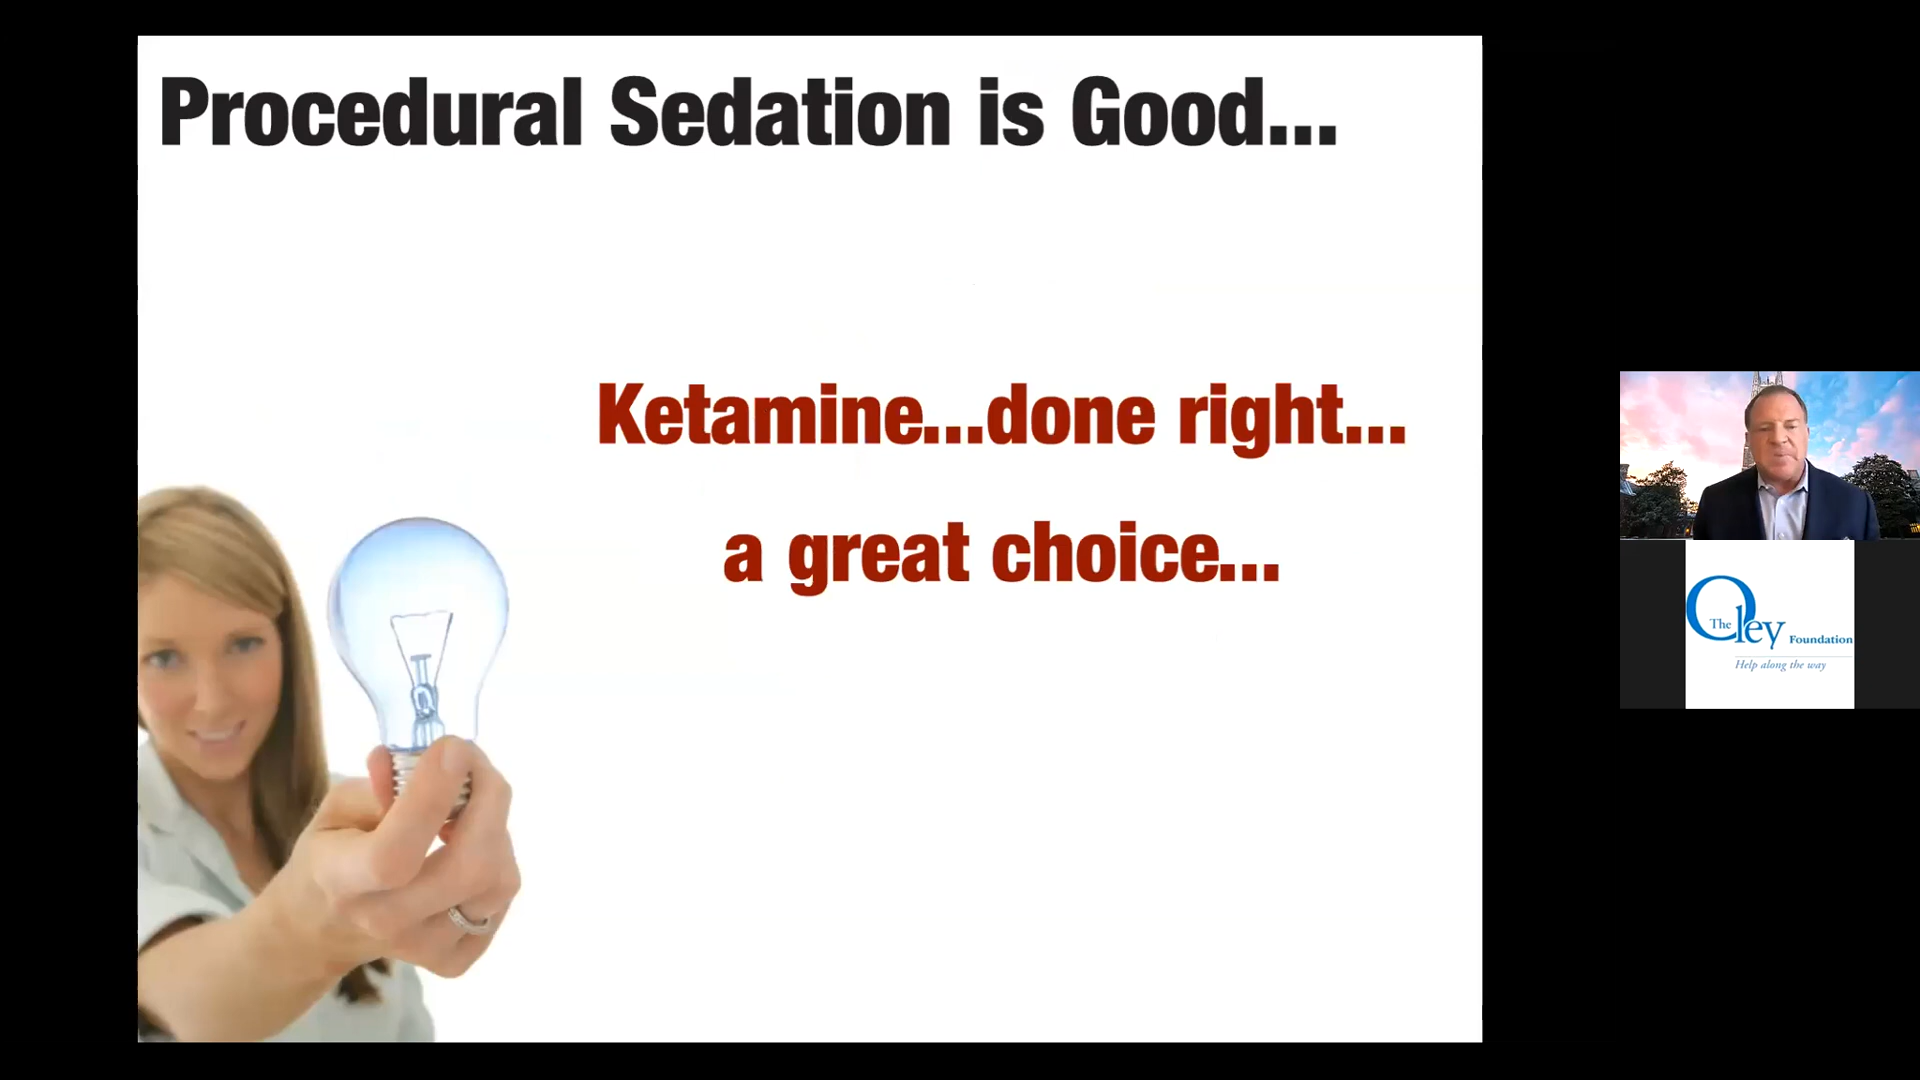 Procedural Sedation is Good...
Ketamine...done right...
a great choice...
The Oley Foundation
Help along the way